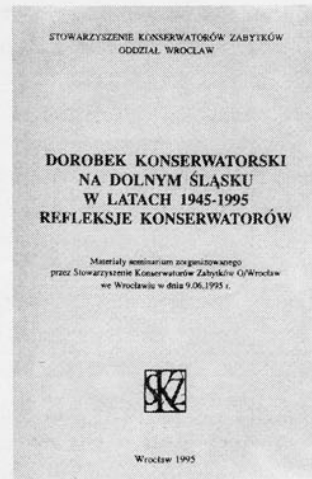 STOWARZYSZENIE KONSERWATORÓW ZABYTKÓW
ODDZIAŁ WROCŁAW
DOROBEK KONSERWATORSKI
NA DOLNYM ŚLĄSKU
W LATACH 1945-1995
REFLEKSJE KONSERWATORÓW
Materiały seminarium zorganizowanego
przez Stowarzyszenie Konserwatorów Zabytków O/Wrocław
we Wrocławiu w dniu 9.06.1995 r.
SKZ
Wrocław 1995